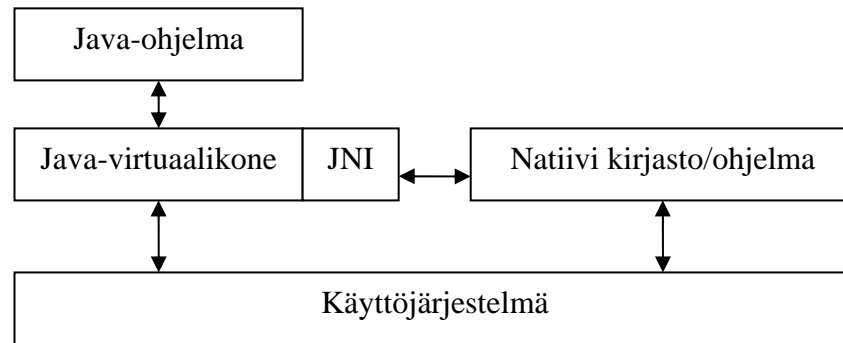 Java-ohjelma
Java-virtuaalikone
JNI
Natiivi kirjasto/ohjelma
Käyttöjärjestelmä